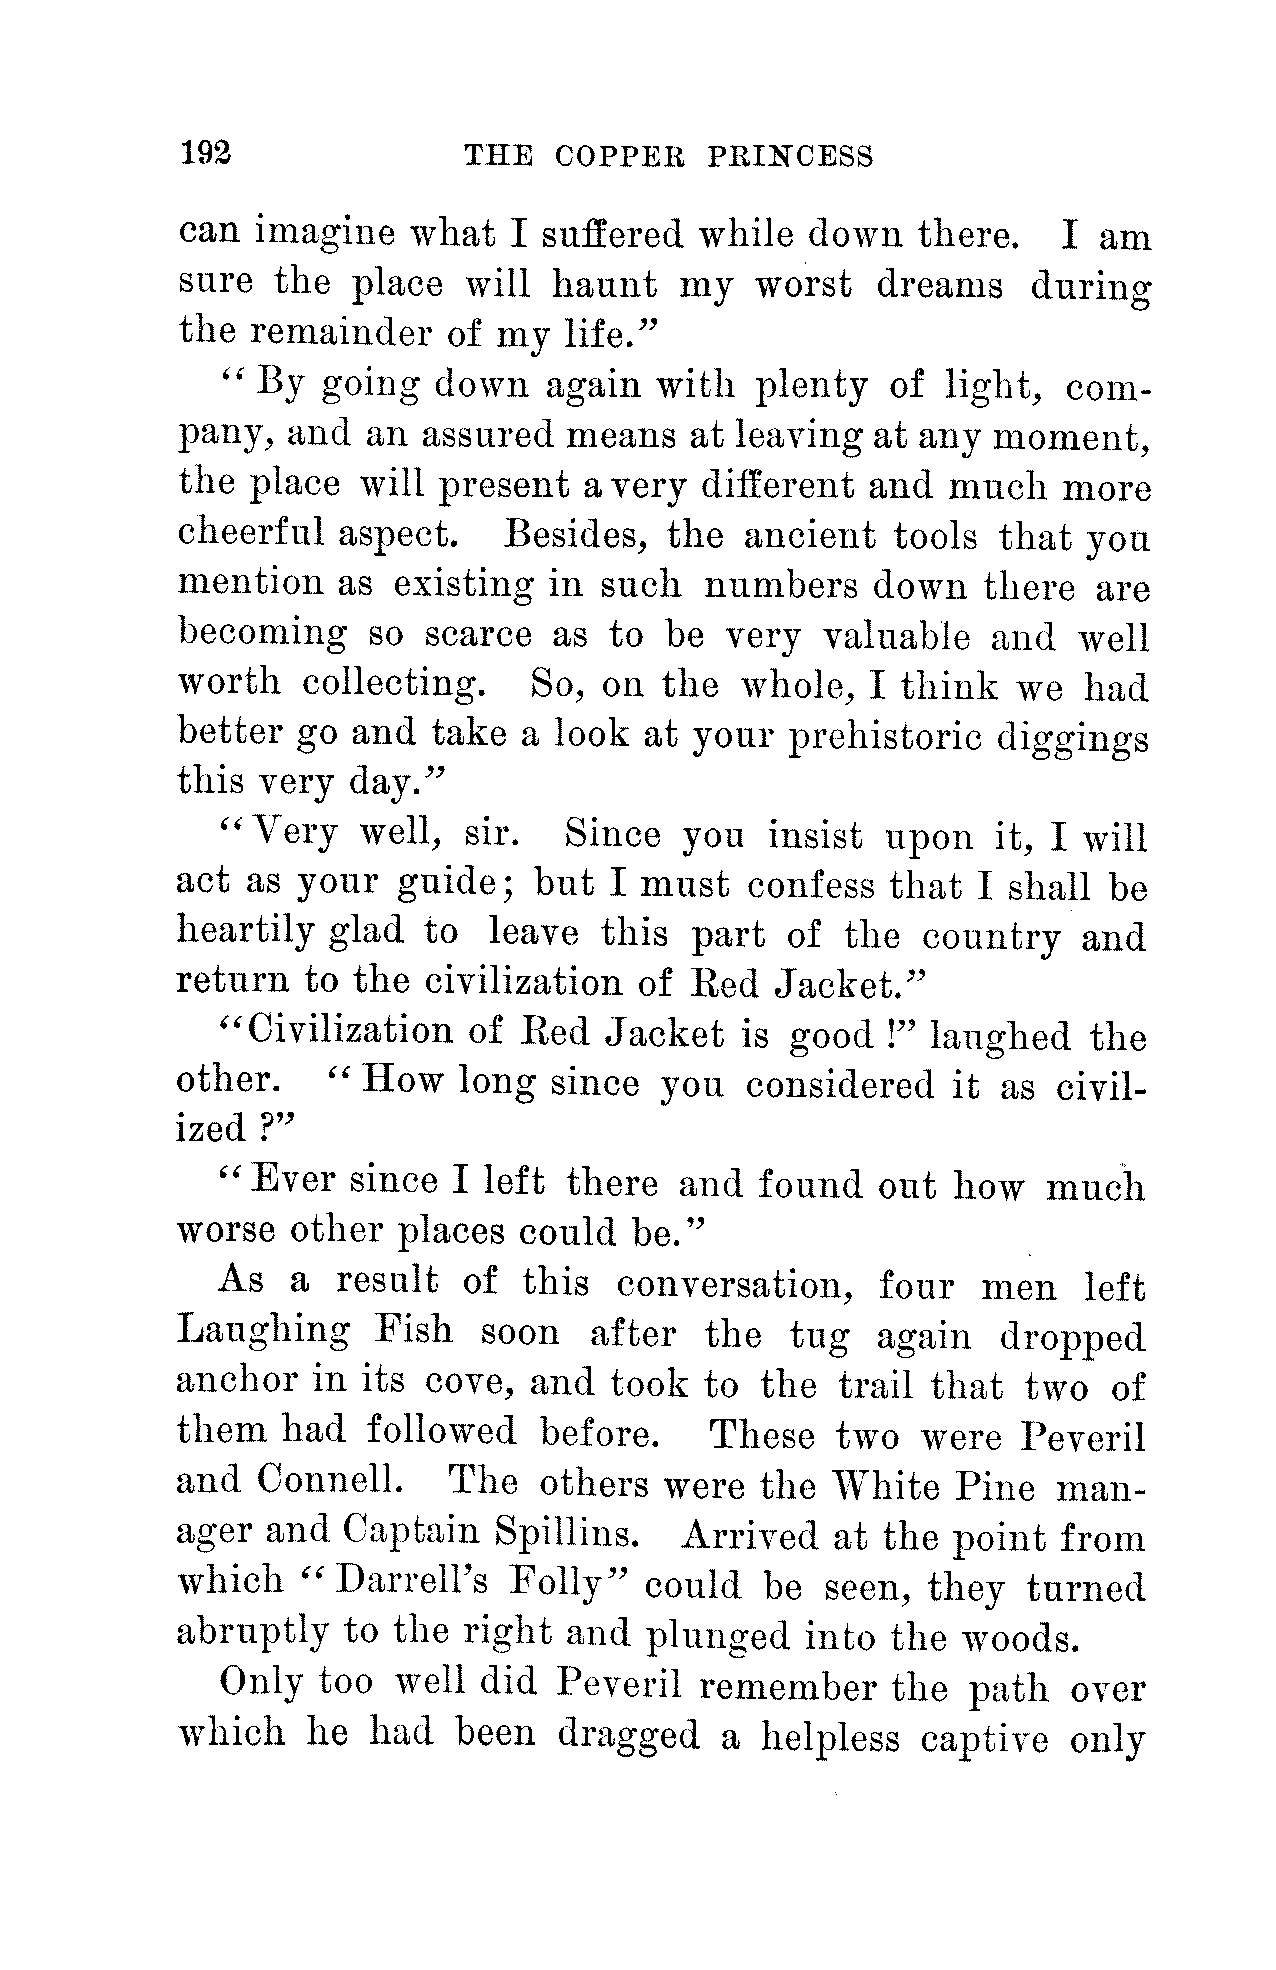 192 THE COPPER PRINCESS
can imagine what I suffered while down there. I am
sure the place will haunt my worst dreams during
the remainder of my life.”
“ By going down again with plenty of light, com-
pany, and an assured means at leaving at any moment,
the place will present a very different and much more
cheerful aspect. Besides, the ancient tools that you
mention as existing in such numbers down there are
becoming so scarce as to be very valuable and well
worth collecting. So, on the whole, I think we had
better go and take a look at your prehistoric diggings
this very day.”
“ Very well, sir. Since you insist upon it, I will
act as your guide; but I must confess that I shall be
heartily glad to leave this part of the country and
return to the civilization of Red Jacket.”
“Civilization of Red Jacket is good !” laughed the
other. “ How long since you considered it as civil-
ized ?”
“ Ever since I left there and found out how much
worse other places could be.”
As a result of this conversation, four men left
Laughing Fish soon after the tug again dropped
anchor in its cove, and took to the trail that two of
them had followed before. These two were Peveril
and Connell. The others were the White Pine man-
ager and Captain Spillins. Arrived at the point from
which “ Darrell’s Folly” could be seen, they turned
abruptly to the right and plunged into the woods.
Only too well did Peveril remember the path over
which he had been dragged a helpless captive only